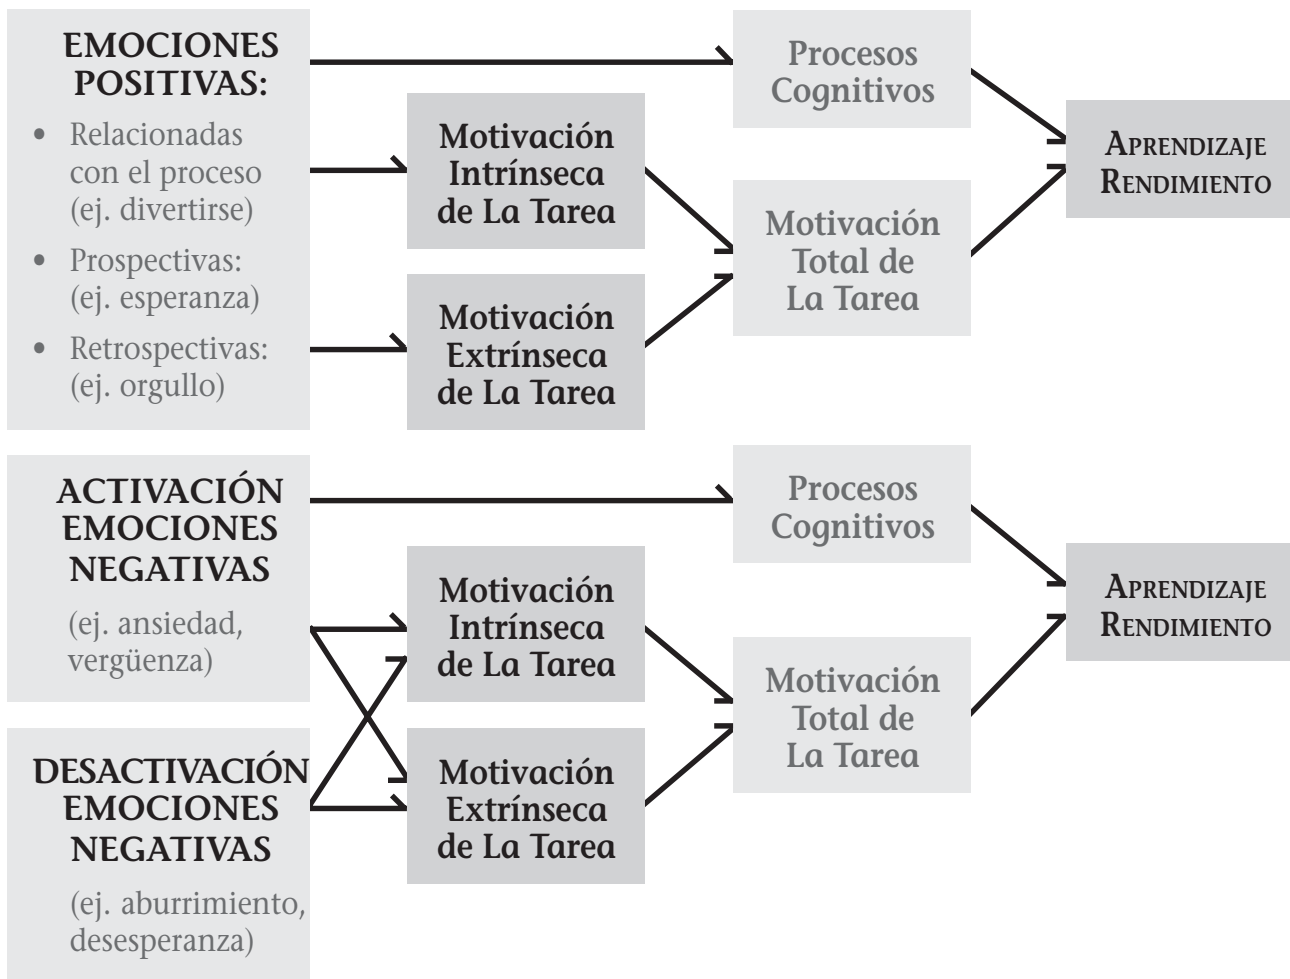 EMOCIONES
POSITIVAS:
• Relacionadas
con el proceso
(ej. divertirse)
• Prospectivas:
(ej. esperanza)
• Retrospectivas:
(ej. orgullo)
Motivación
Intrínseca
de La Tarea
Motivación
Extrínseca
de La Tarea
Procesos
Cognitivos
Motivación
Total de
La Tarea
APRENDIZAJE
RENDIMIENTO
ACTIVACIÓN
EMOCIONES
NEGATIVAS
(ej. ansiedad,
vergüenza)
DESACTIVACIÓN
EMOCIONES
NEGATIVAS
(ej. aburrimiento,
desesperanza)
Motivación
Intrínseca
de La Tarea
Motivación
Extrínseca
de La Tarea
Procesos
Cognitivos
Motivación
Total de
La Tarea
APRENDIZAJE
RENDIMIENTO